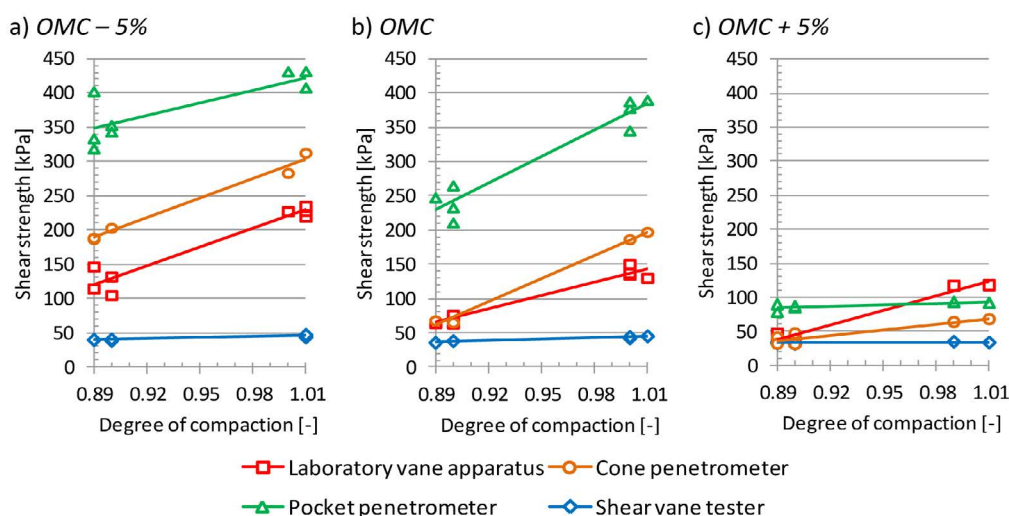 a) OMC – 5%
b) OMC
c) OMC + 5%
Shear strength [kPa]
450
400
350
300
250
200
150
100
50
0
0.89 0.92 0.95 0.98 1.01
Degree of compaction [-]
Shear strength [kPa]
450
400
350
300
250
200
150
100
50
0
0.89 0.92 0.95 0.98 1.01
Degree of compaction [-]
Shear strength [kPa]
450
400
350
300
250
200
150
100
50
0
0.89 0.92 0.95 0.98 1.01
Degree of compaction [-]
Laboratory vane apparatus
Cone penetrometer
Pocket penetrometer
Shear vane tester